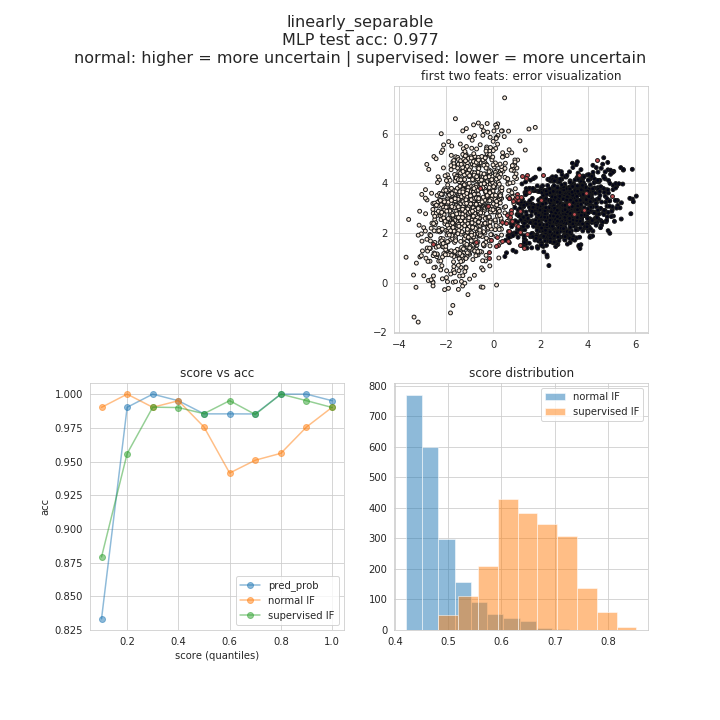 linearly_separable
MLP test acc: 0.977
normal: higher = more uncertain | supervised: lower = more uncertain
first two feats: error visualization
6
4
2
0
−2
−4
−2
0
2
4
6
score vs acc
1.000
0.975
0.950
0.925
0.900
0.875
0.850
0.825
acc
pred_prob
normal IF
supervised IF
0.2
0.4
0.6
0.8
1.0
score (quantiles)
score distribution
800
700
600
500
400
300
200
100
0
normal IF
supervised IF
0.4
0.5
0.6
0.7
0.8